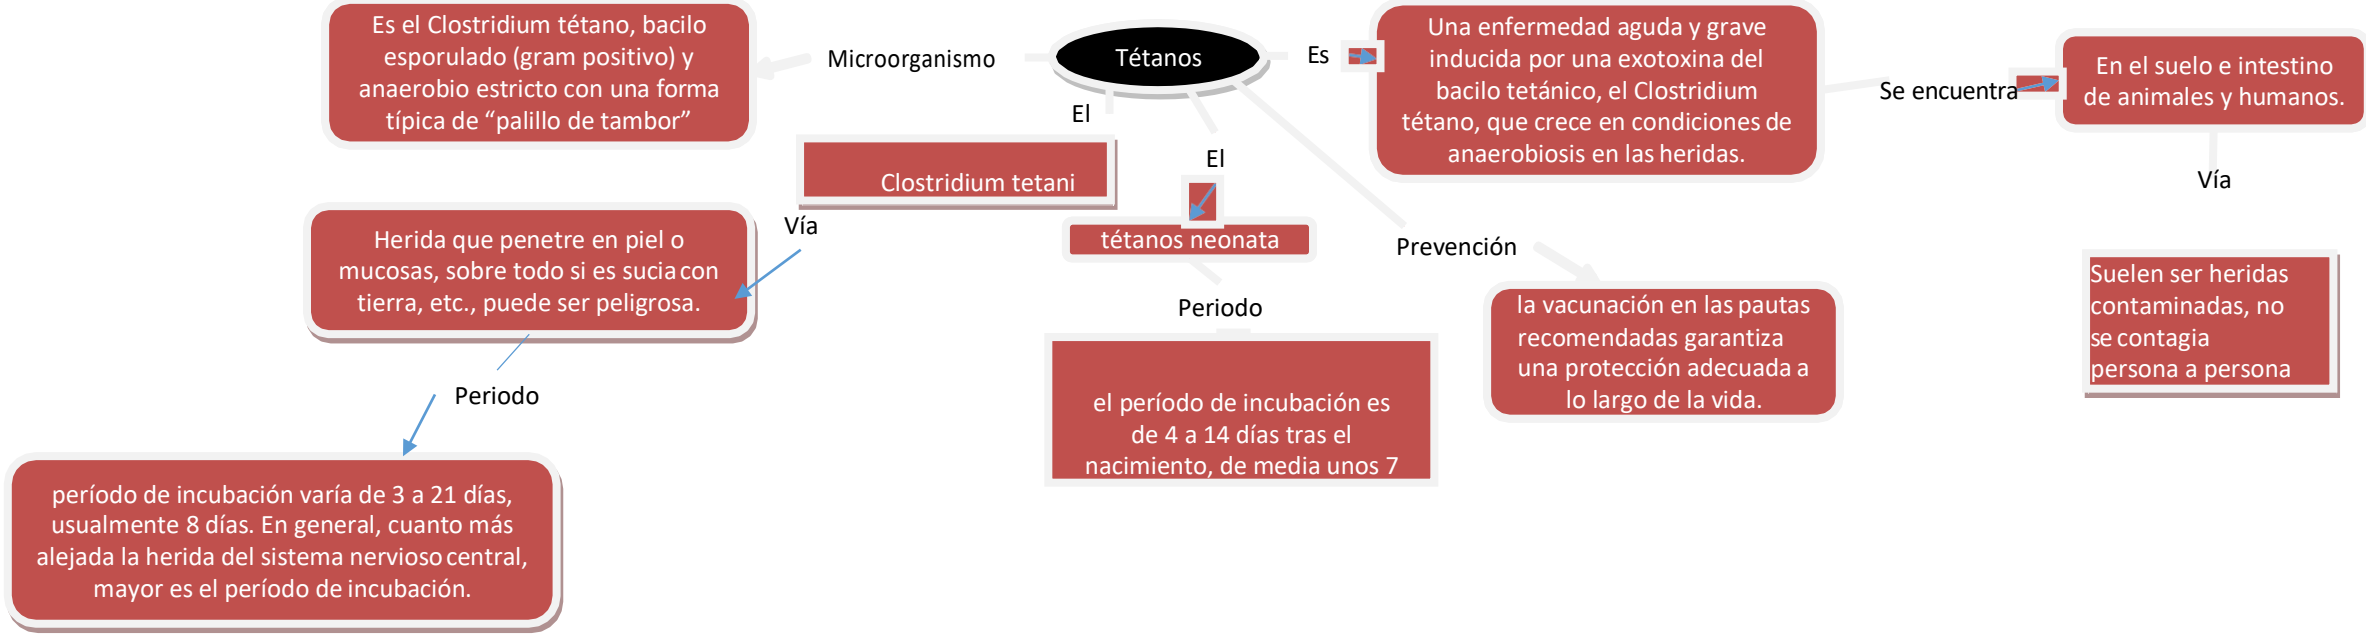 Es el Clostridium tétano, bacilo
esporulado (gram positivo) y
anaerobio estricto con una forma
típica de “palillo de tambor”
Microorganismo
Tétanos
Es
Una enfermedad aguda y grave
inducida por una exotoxina del
bacilo tetánico, el Clostridium
tétano, que crece en condiciones de
anaerobiosis en las heridas.
Se encuentra
En el suelo e intestino
de animales y humanos.
Vía
Suelen ser heridas
contaminadas, no
se contagia
persona a persona
El
Clostridium tetani
Vía
Herida que penetre en piel o
mucosas, sobre todo si es sucia con
tierra, etc., puede ser peligrosa.
Periodo
período de incubación varía de 3 a 21 días,
usualmente 8 días. En general, cuanto más
alejada la herida del sistema nervioso central,
mayor es el período de incubación.
El
tétanos neonata
Periodo
el período de incubación es
de 4 a 14 días tras el
nacimiento, de media unos 7
Prevención
la vacunación en las pautas
recomendadas garantiza
una protección adecuada a
lo largo de la vida.